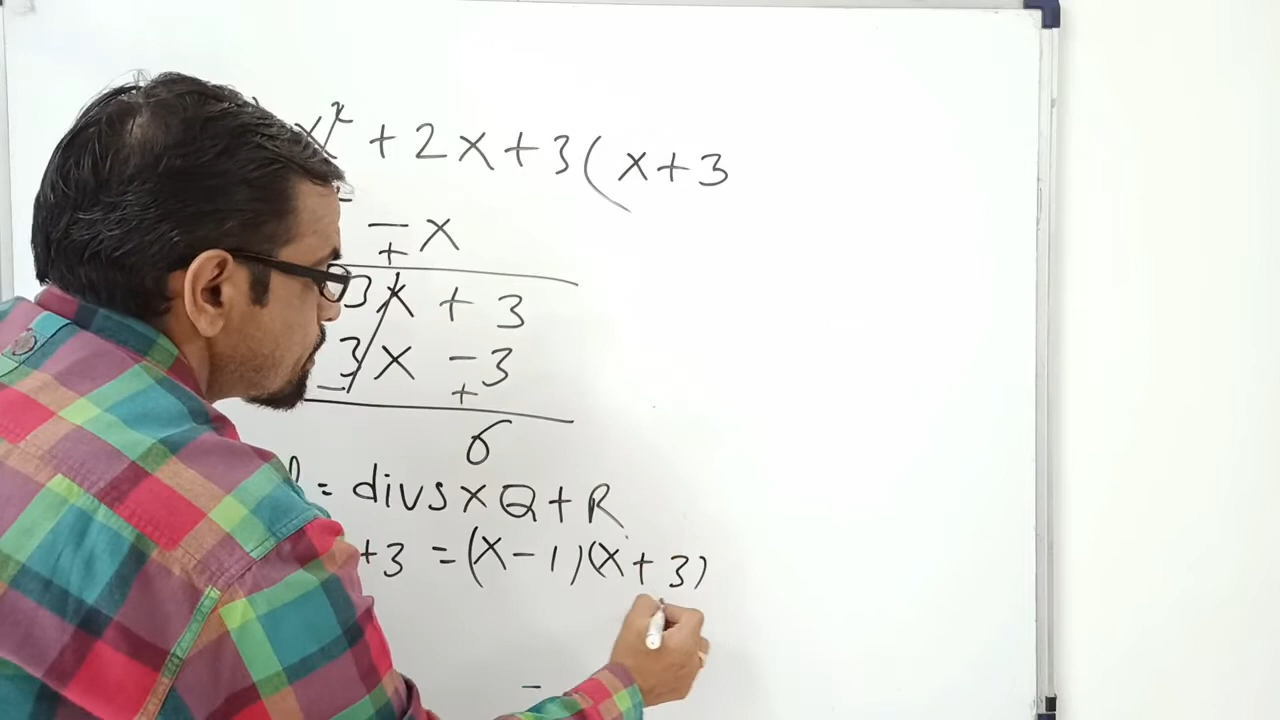 x² + 2x + 3 ( x + 3
− x
+
3x + 3
3x − 3
− +
6
= divs × Q + R
+3 = (x − 1)(x + 3)
−